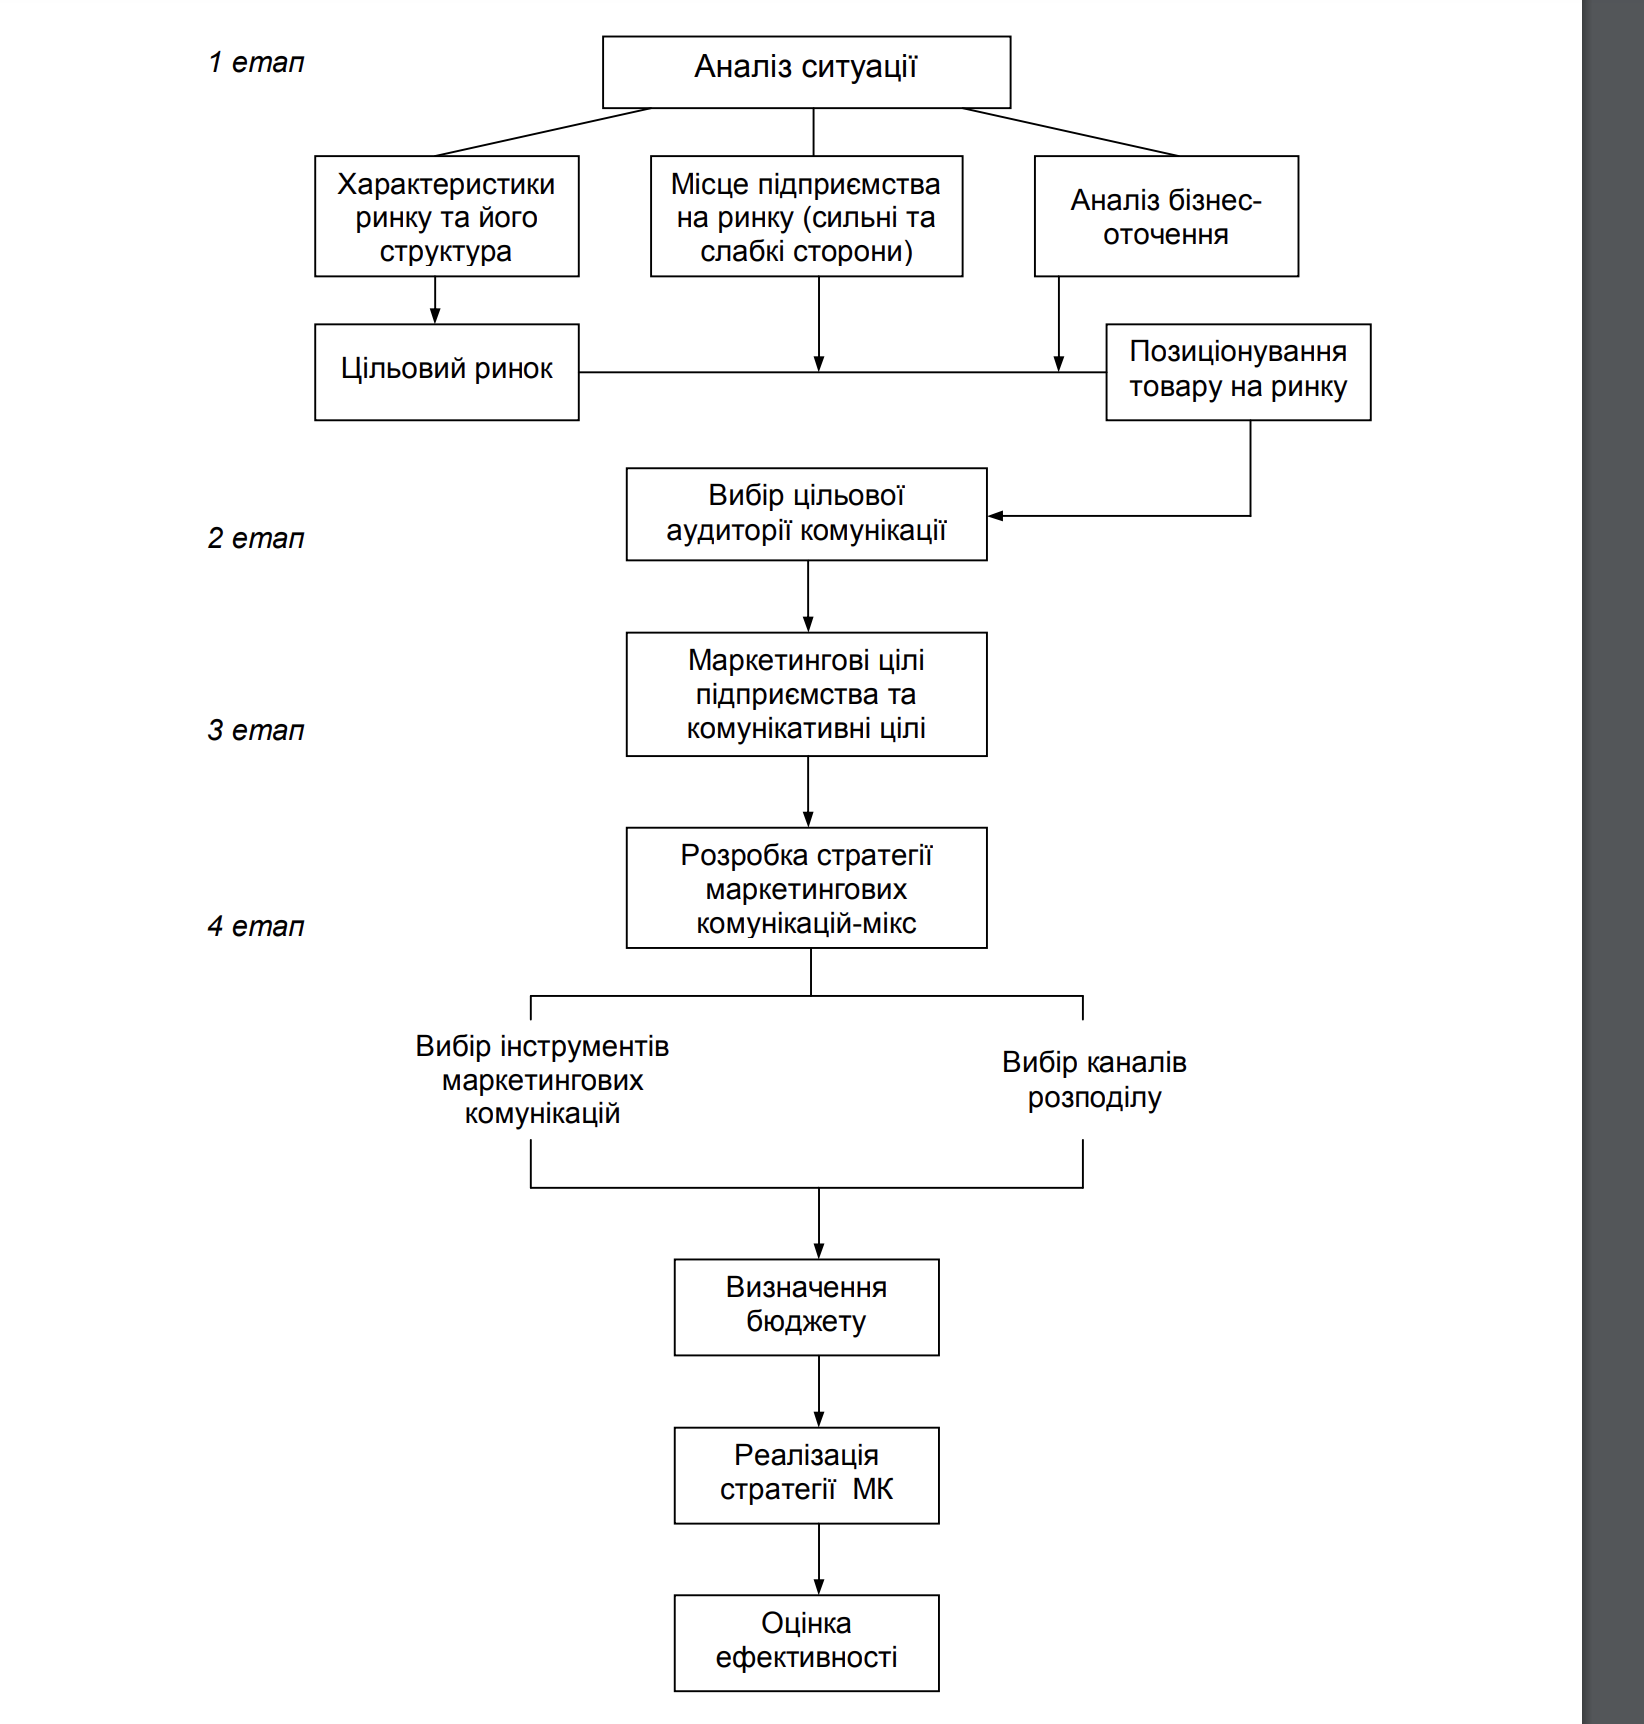 1 етап
Аналіз ситуації
Характеристики
ринку та його
структура
Місце підприємства
на ринку (сильні та
слабкі сторони)
Аналіз бізнес-
оточення
Цільовий ринок
Позиціонування
товару на ринку
2 етап
Вибір цільової
аудиторії комунікації
3 етап
Маркетингові цілі
підприємства та
комунікативні цілі
4 етап
Розробка стратегії
маркетингових
комунікацій-мікс
Вибір інструментів
маркетингових
комунікацій
Вибір каналів
розподілу
Визначення
бюджету
Реалізація
стратегії  МК
Оцінка
ефективності